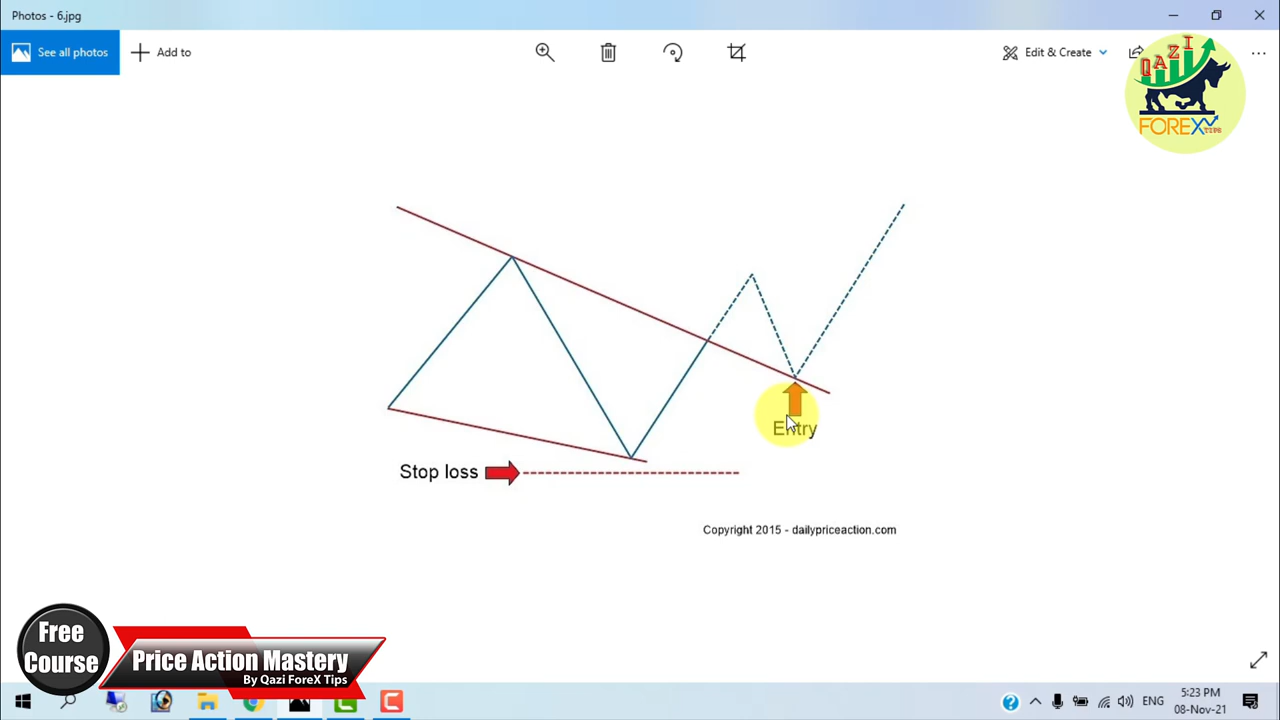 Photos - 6.jpg
See all photos
Add to
Edit & Create
QAZI
FOREX
TIPS
Entry
Stop loss
Copyright 2015 - dailypriceaction.com
Free
Course
Price Action Mastery
By Qazi ForeX Tips
ENG
5:23 PM
08-Nov-21